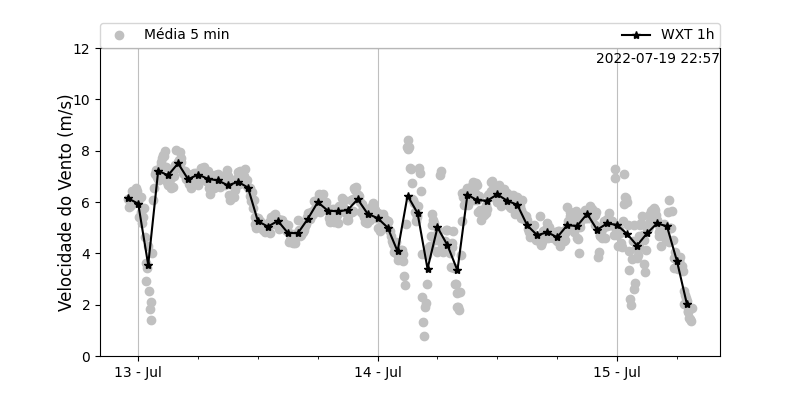 Média 5 min
WXT 1h
2022-07-19 22:57
Velocidade do Vento (m/s)
12
10
8
6
4
2
0
13 - Jul
14 - Jul
15 - Jul